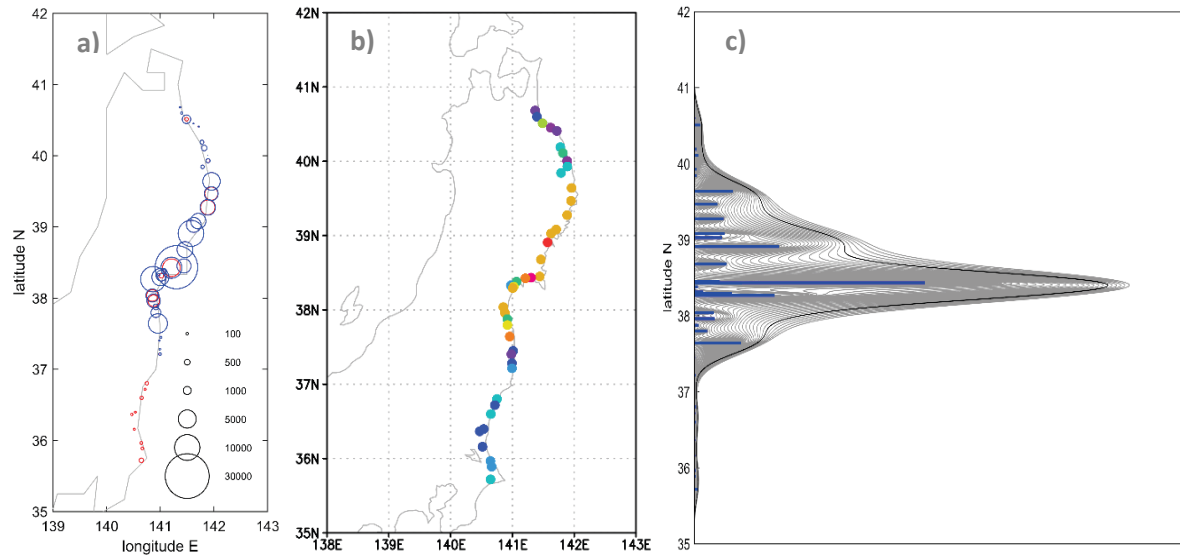 a)
42
41
40
39
38
37
36
35
latitude N
139
140
141
142
143
longitude E
100
500
1000
5000
10000
30000
b)
42N
41N
40N
39N
38N
37N
36N
35N
138E
139E
140E
141E
142E
143E
c)
42
41
40
39
38
37
36
35
latitude N